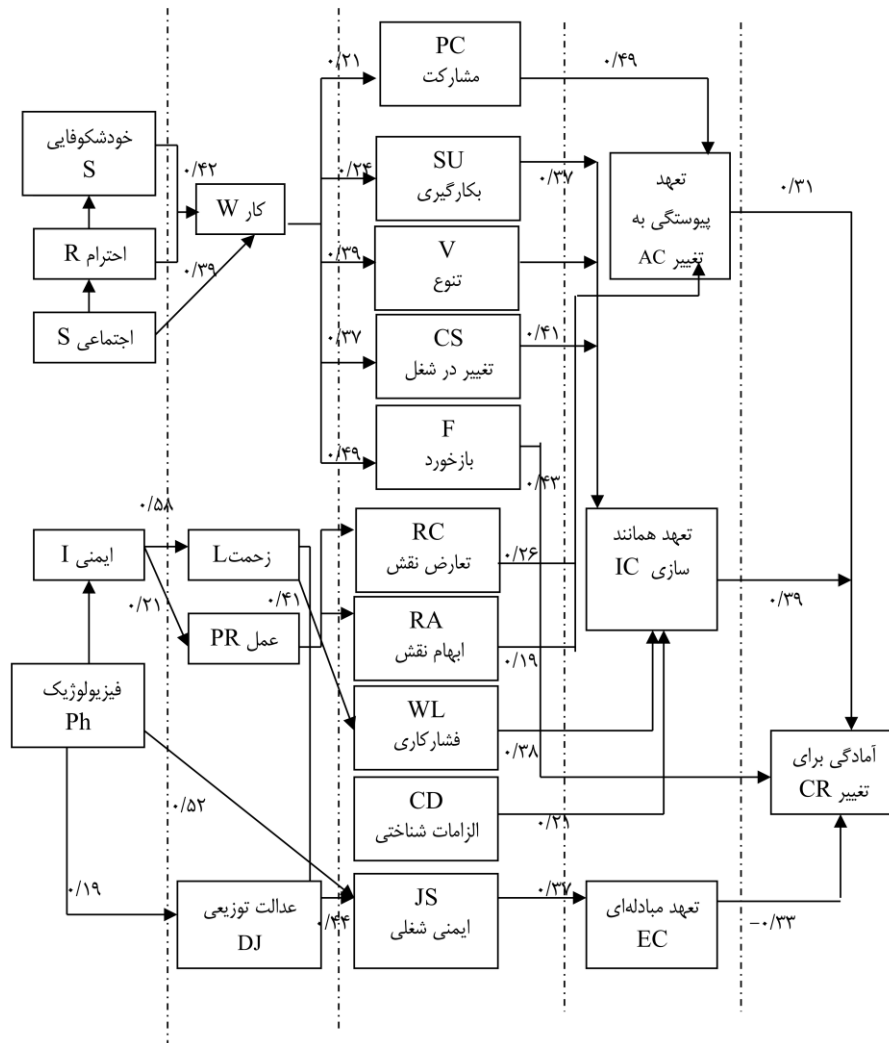 PC
مشارکت
۰/۲۱
۰/۴۹
خودشکوفایی
S
۰/۴۲
SU
بکارگیری
۰/۲۴
۰/۳۷
تعهد
پیوستگی به
تغییر AC
۰/۳۱
کار W
احترام R
۰/۳۹
V
تنوع
۰/۳۹
اجتماعی S
CS
تغییر در شغل
۰/۳۷
۰/۴۱
F
بازخورد
۰/۴۹
۰/۴۳
۰/۵۸
ایمنی I
زحمت L
RC
تعارض نقش
۰/۲۶
تعهد همانند
سازی IC
۰/۳۹
۰/۲۱
۰/۴۱
عمل PR
RA
ابهام نقش
۰/۱۹
فیزیولوژیک
Ph
WL
فشارکاری
۰/۳۸
آمادگی برای
تغییر CR
۰/۵۲
CD
الزامات شناختی
۰/۲۱
۰/۱۹
عدالت توزیعی
DJ
۰/۴۴
JS
ایمنی شغلی
۰/۳۷
تعهد مبادله‌ای
EC
−۰/۳۳